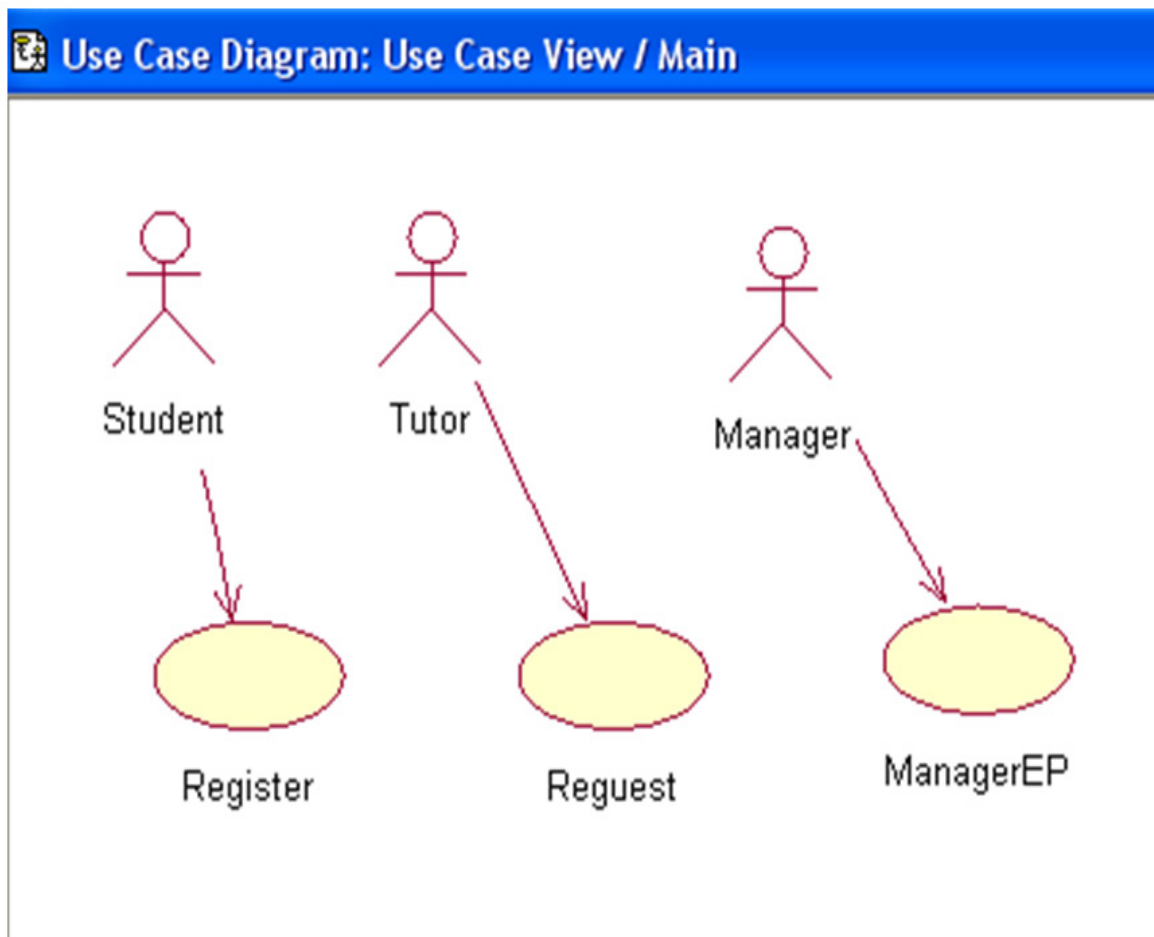 Use Case Diagram: Use Case View / Main
Student
Tutor
Manager
Register
Reguest
ManagerEP